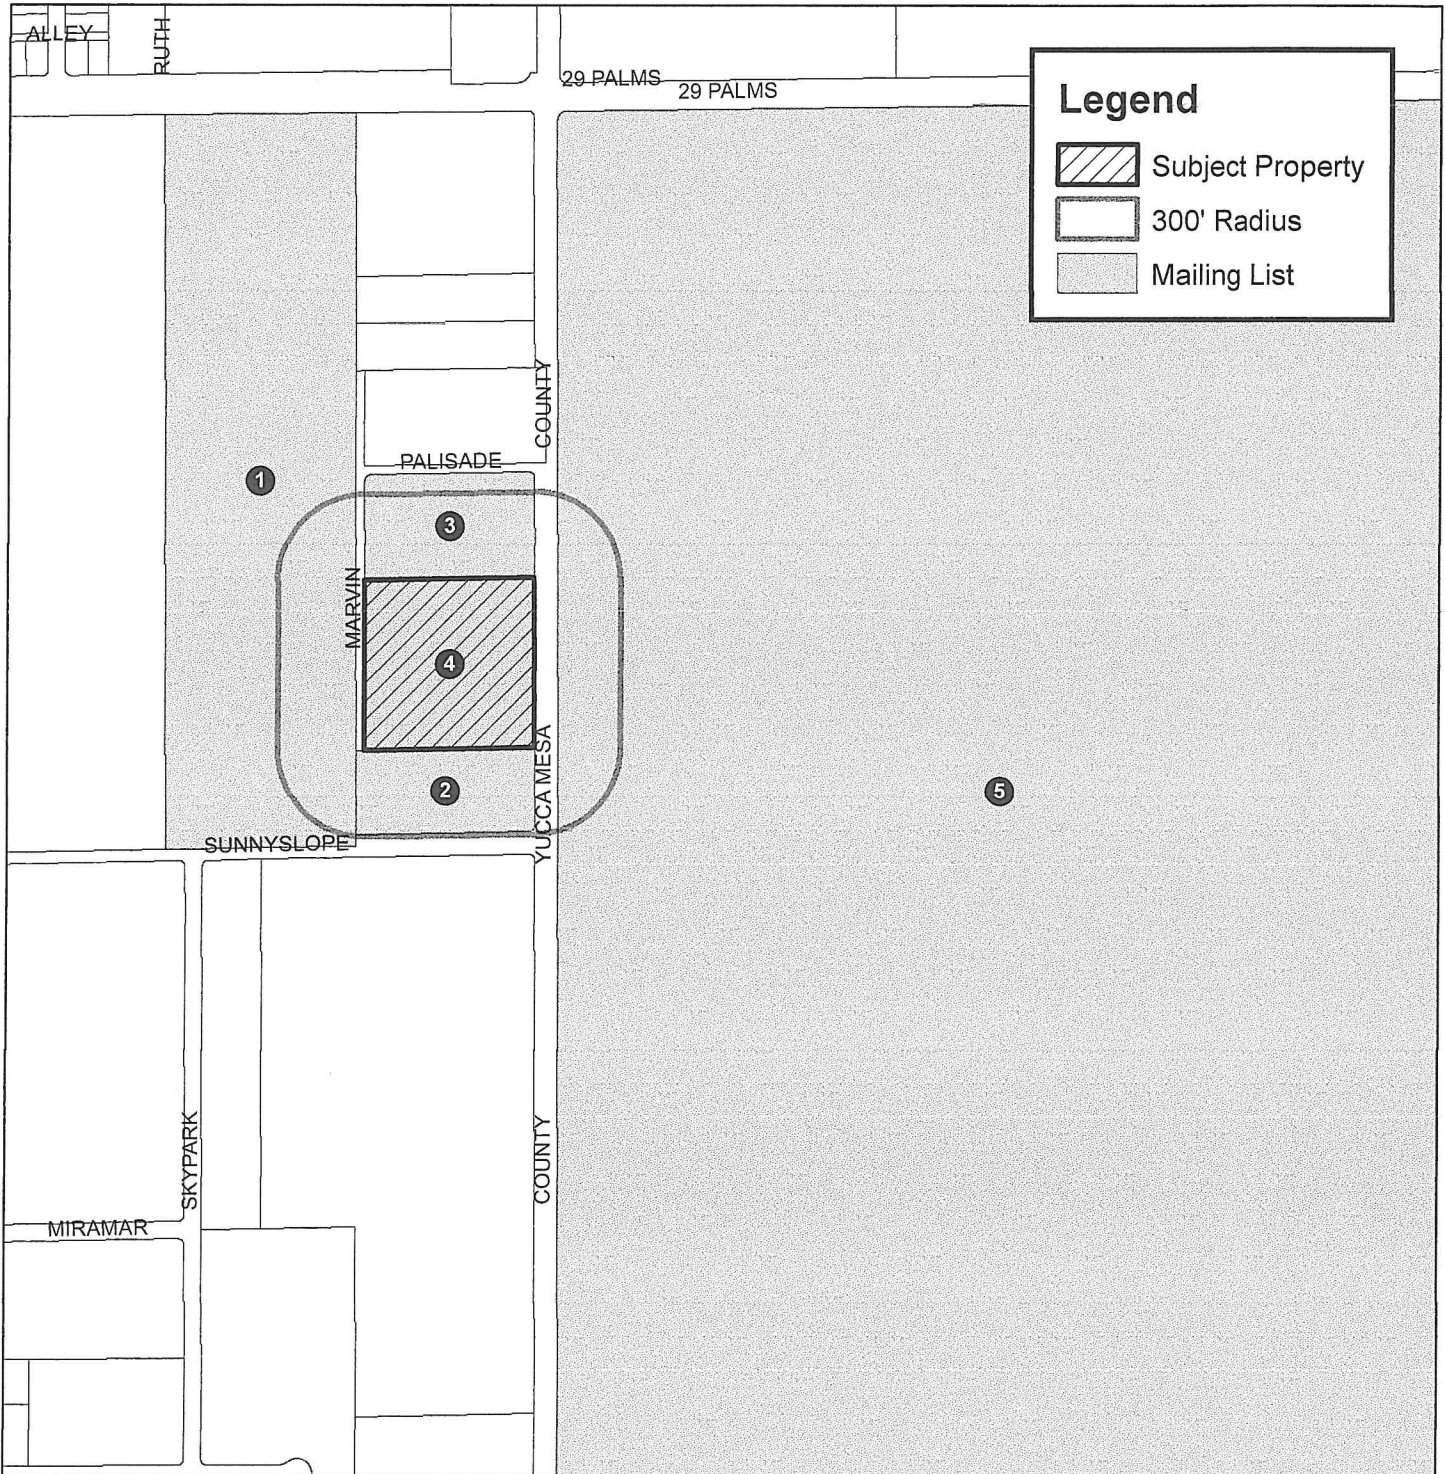 ALLEY
RUTH
29 PALMS
29 PALMS
Legend
Subject Property
300' Radius
Mailing List
COUNTY
PALISADE
1
3
MARVIN
4
YUCCA MESA
2
5
SUNNYSLOPE
SKYPARK
COUNTY
MIRAMAR